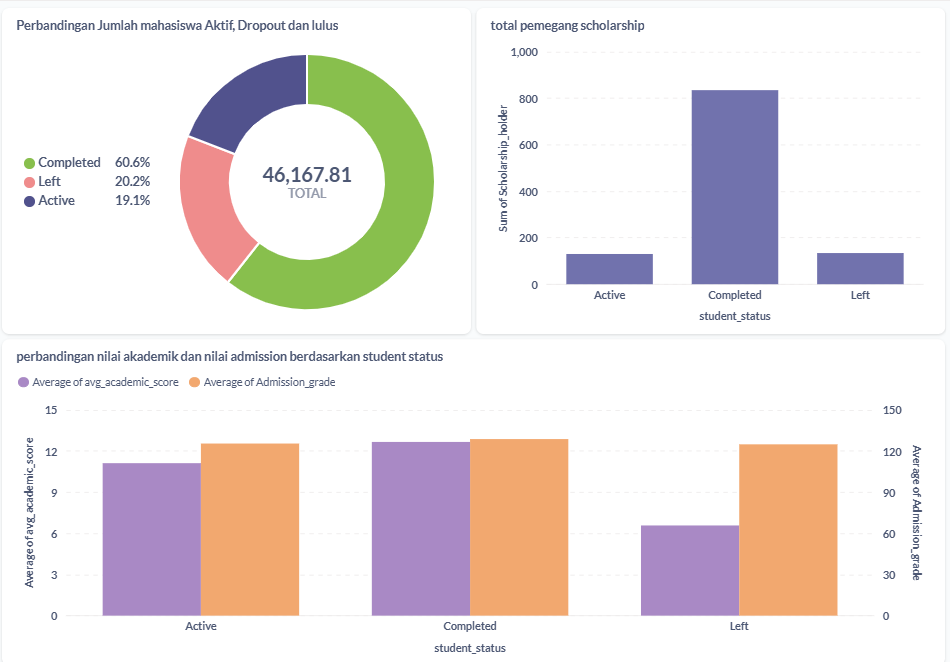 Perbandingan Jumlah mahasiswa Aktif, Dropout dan lulus
Completed 60.6%
Left 20.2%
Active 19.1%
46,167.81
TOTAL
total pemegang scholarship
Sum of Scholarship_holder
1,000
800
600
400
200
0
Active Completed Left
student_status
perbandingan nilai akademik dan nilai admission berdasarkan student status
Average of avg_academic_score Average of Admission_grade
Average of avg_academic_score
15
12
9
6
3
0
150
120
90
60
30
0
Average of Admission_grade
Active Completed Left
student_status